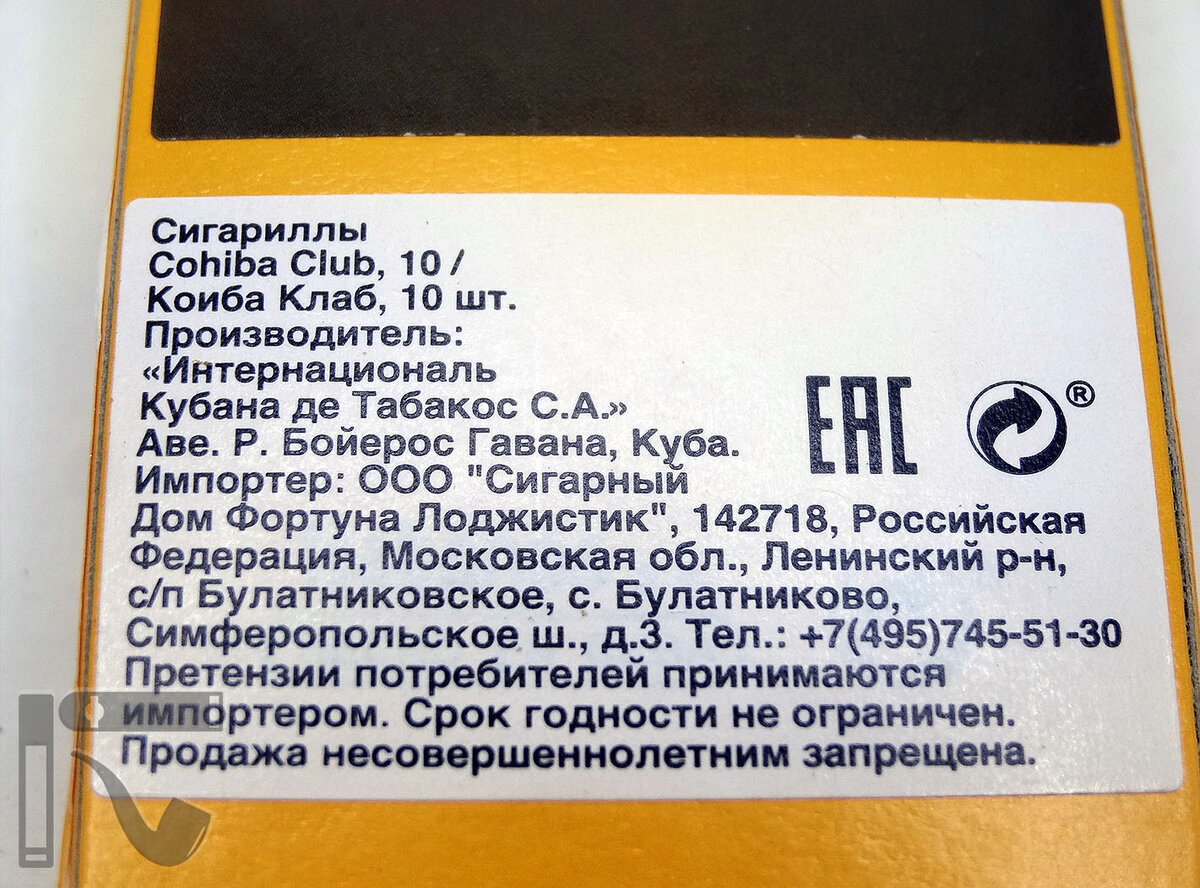 Сигариллы
Cohiba Club, 10 /
Коиба Клаб, 10 шт.
Производитель:
«Интернациональ
Кубана де Табакос С.А.»
Аве. Р. Бойерос Гавана, Куба.
EAC
®
Импортер: ООО "Сигарный
Дом Фортуна Лоджистик", 142718, Российская
Федерация, Московская обл., Ленинский р-н,
с/п Булатниковское, с. Булатниково,
Симферопольское ш., д.3. Тел.: +7(495)745-51-30
Претензии потребителей принимаются
импортером. Срок годности не ограничен.
Продажа несовершеннолетним запрещена.